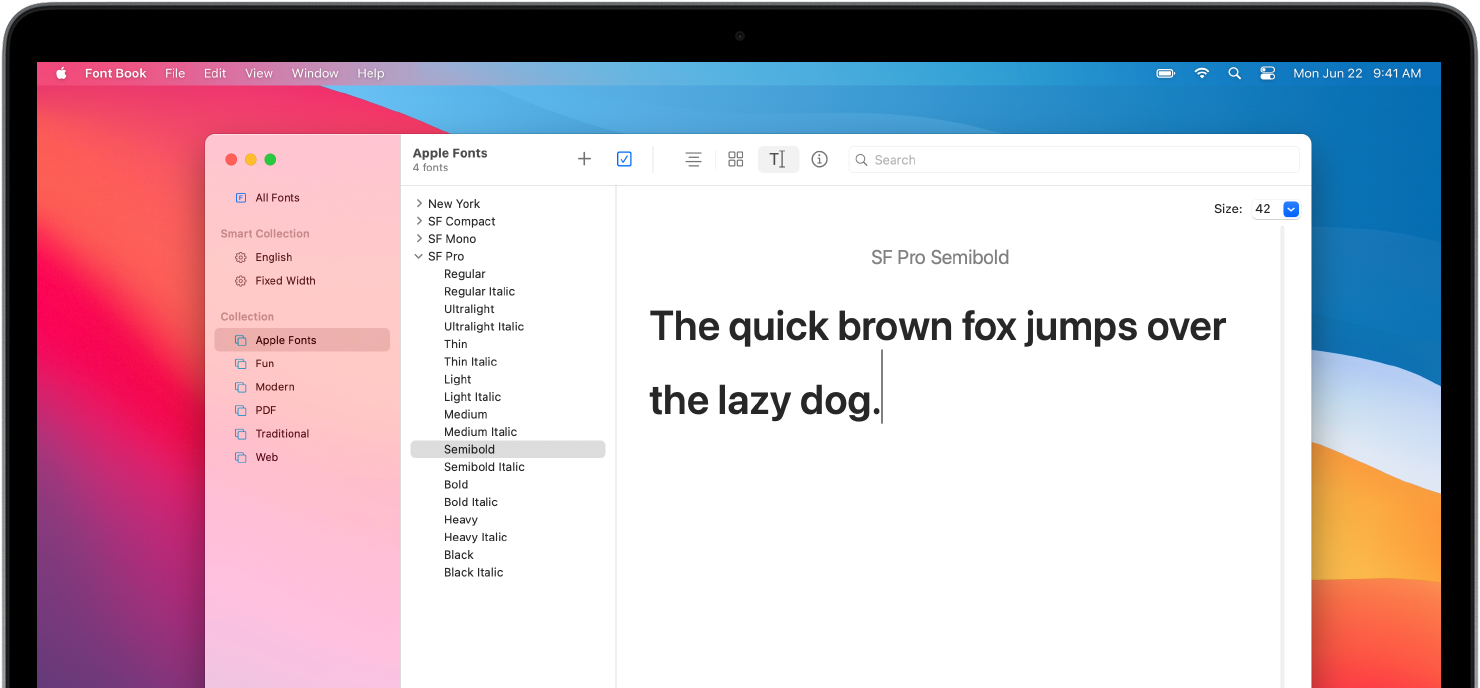 Font Book File Edit View Window Help Mon Jun 22 9:41 AM
All Fonts
Smart Collection
English
Fixed Width
Collection
Apple Fonts
Fun
Modern
PDF
Traditional
Web
Apple Fonts
4 fonts
Search
New York
SF Compact
SF Mono
SF Pro
Regular
Regular Italic
Ultralight
Ultralight Italic
Thin
Thin Italic
Light
Light Italic
Medium
Medium Italic
Semibold
Semibold Italic
Bold
Bold Italic
Heavy
Heavy Italic
Black
Black Italic
Size: 42
SF Pro Semibold
The quick brown fox jumps over
the lazy dog.